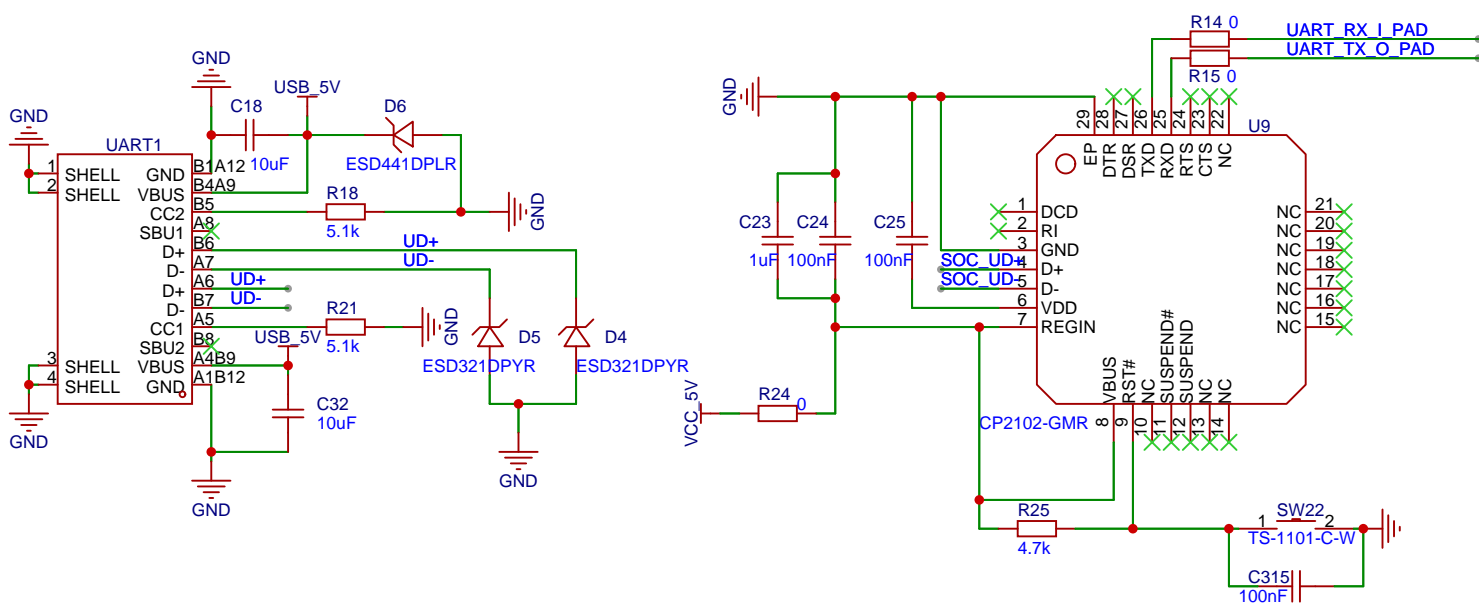 R14 0
UART_RX_I_PAD
UART_TX_O_PAD
R15 0
GND
C18
10uF
USB_5V
D6
ESD441DPLR
GND
UART1
1 SHELL
2 SHELL
GND B1A12
VBUS B4A9
CC2 B5
SBU1 A8
D+ B6
D- A7
D+ A6
D- B7
CC1 A5
SBU2 B8
3 SHELL VBUS A4B9
4 SHELL GND A1B12
R18
5.1k
GND
UD+
UD-
UD+
UD-
R21
5.1k
GND
USB_5V
D5
ESD321DPYR
D4
ESD321DPYR
C32
10uF
GND
GND
GND
GND
C23
1uF
C24
100nF
C25
100nF
SOC_UD+
SOC_UD-
VCC_5V
R24
0
U9
29 28 27 26 25 24 23 22
EP DTR DSR TXD RXD RTS CTS NC
1 DCD
2 RI
3 GND
4 D+
5 D-
6 VDD
7 REGIN
NC 21
NC 20
NC 19
NC 18
NC 17
NC 16
NC 15
VBUS RST# NC SUSPEND# SUSPEND NC NC
8 9 10 11 12 13 14
CP2102-GMR
R25
4.7k
SW22
1 2
TS-1101-C-W
C315
100nF